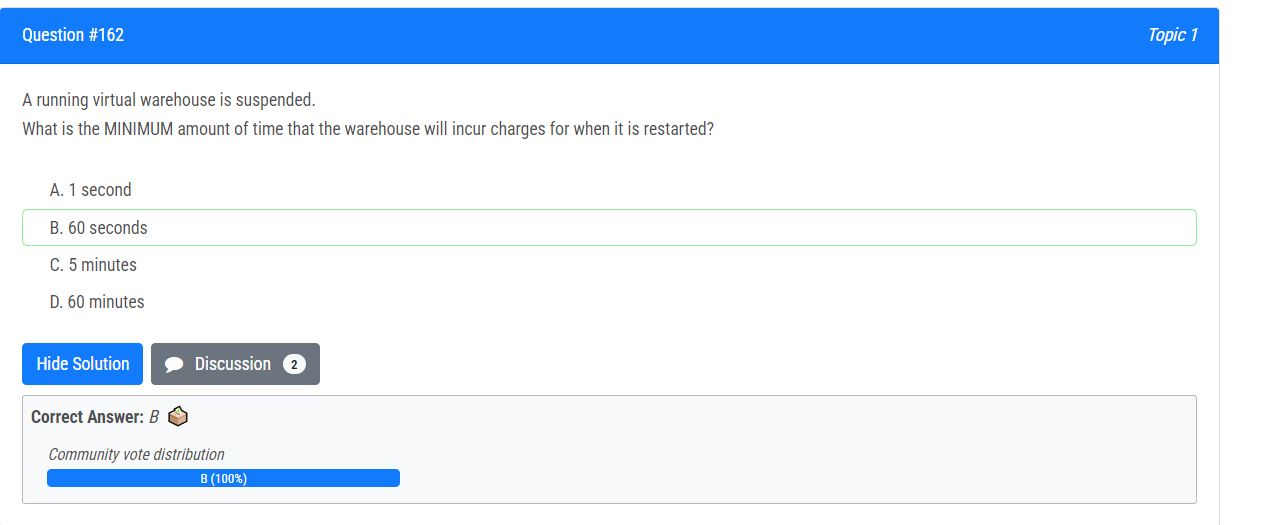 Question #162
Topic 1
A running virtual warehouse is suspended.
What is the MINIMUM amount of time that the warehouse will incur charges for when it is restarted?
A. 1 second
B. 60 seconds
C. 5 minutes
D. 60 minutes
Hide Solution
Discussion 2
Correct Answer: B
Community vote distribution
B (100%)